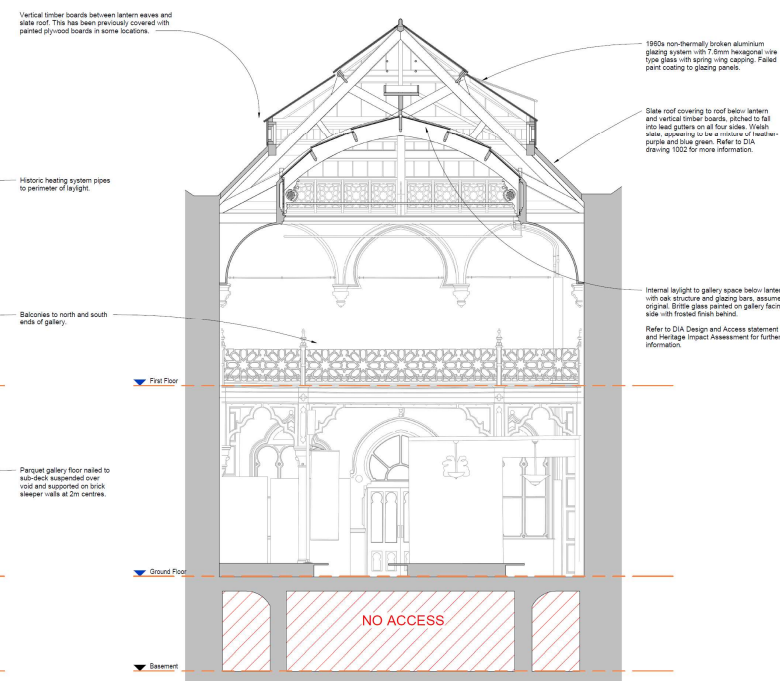 Vertical timber boards between lantern eaves and
slate roof. This has been previously covered with
painted plywood boards in some locations.
1960s non-thermally broken aluminium
glazing system with 7.6mm hexagonal wire
type glass with spring wing capping. Failed
paint coating to glazing panels.
Slate roof covering to roof below lantern
and vertical timber boards, pitched to fall
into lead gutters on all four sides. Welsh
slate, appearing to be a mixture of heather-
purple and blue green. Refer to DIA
drawing 1002 for more information.
Historic heating system pipes
to perimeter of laylight.
Internal laylight to gallery space below lanter
with oak structure and glazing bars, assume
original. Brittle glass painted on gallery facin
side with frosted finish behind.
Refer to DIA Design and Access statement
and Heritage Impact Assessment for further
information.
Balconies to north and south
ends of gallery.
First Floor
Parquet gallery floor nailed to
sub-deck suspended over
void and supported on brick
sleeper walls at 2m centres.
Ground Floor
NO ACCESS
Basement